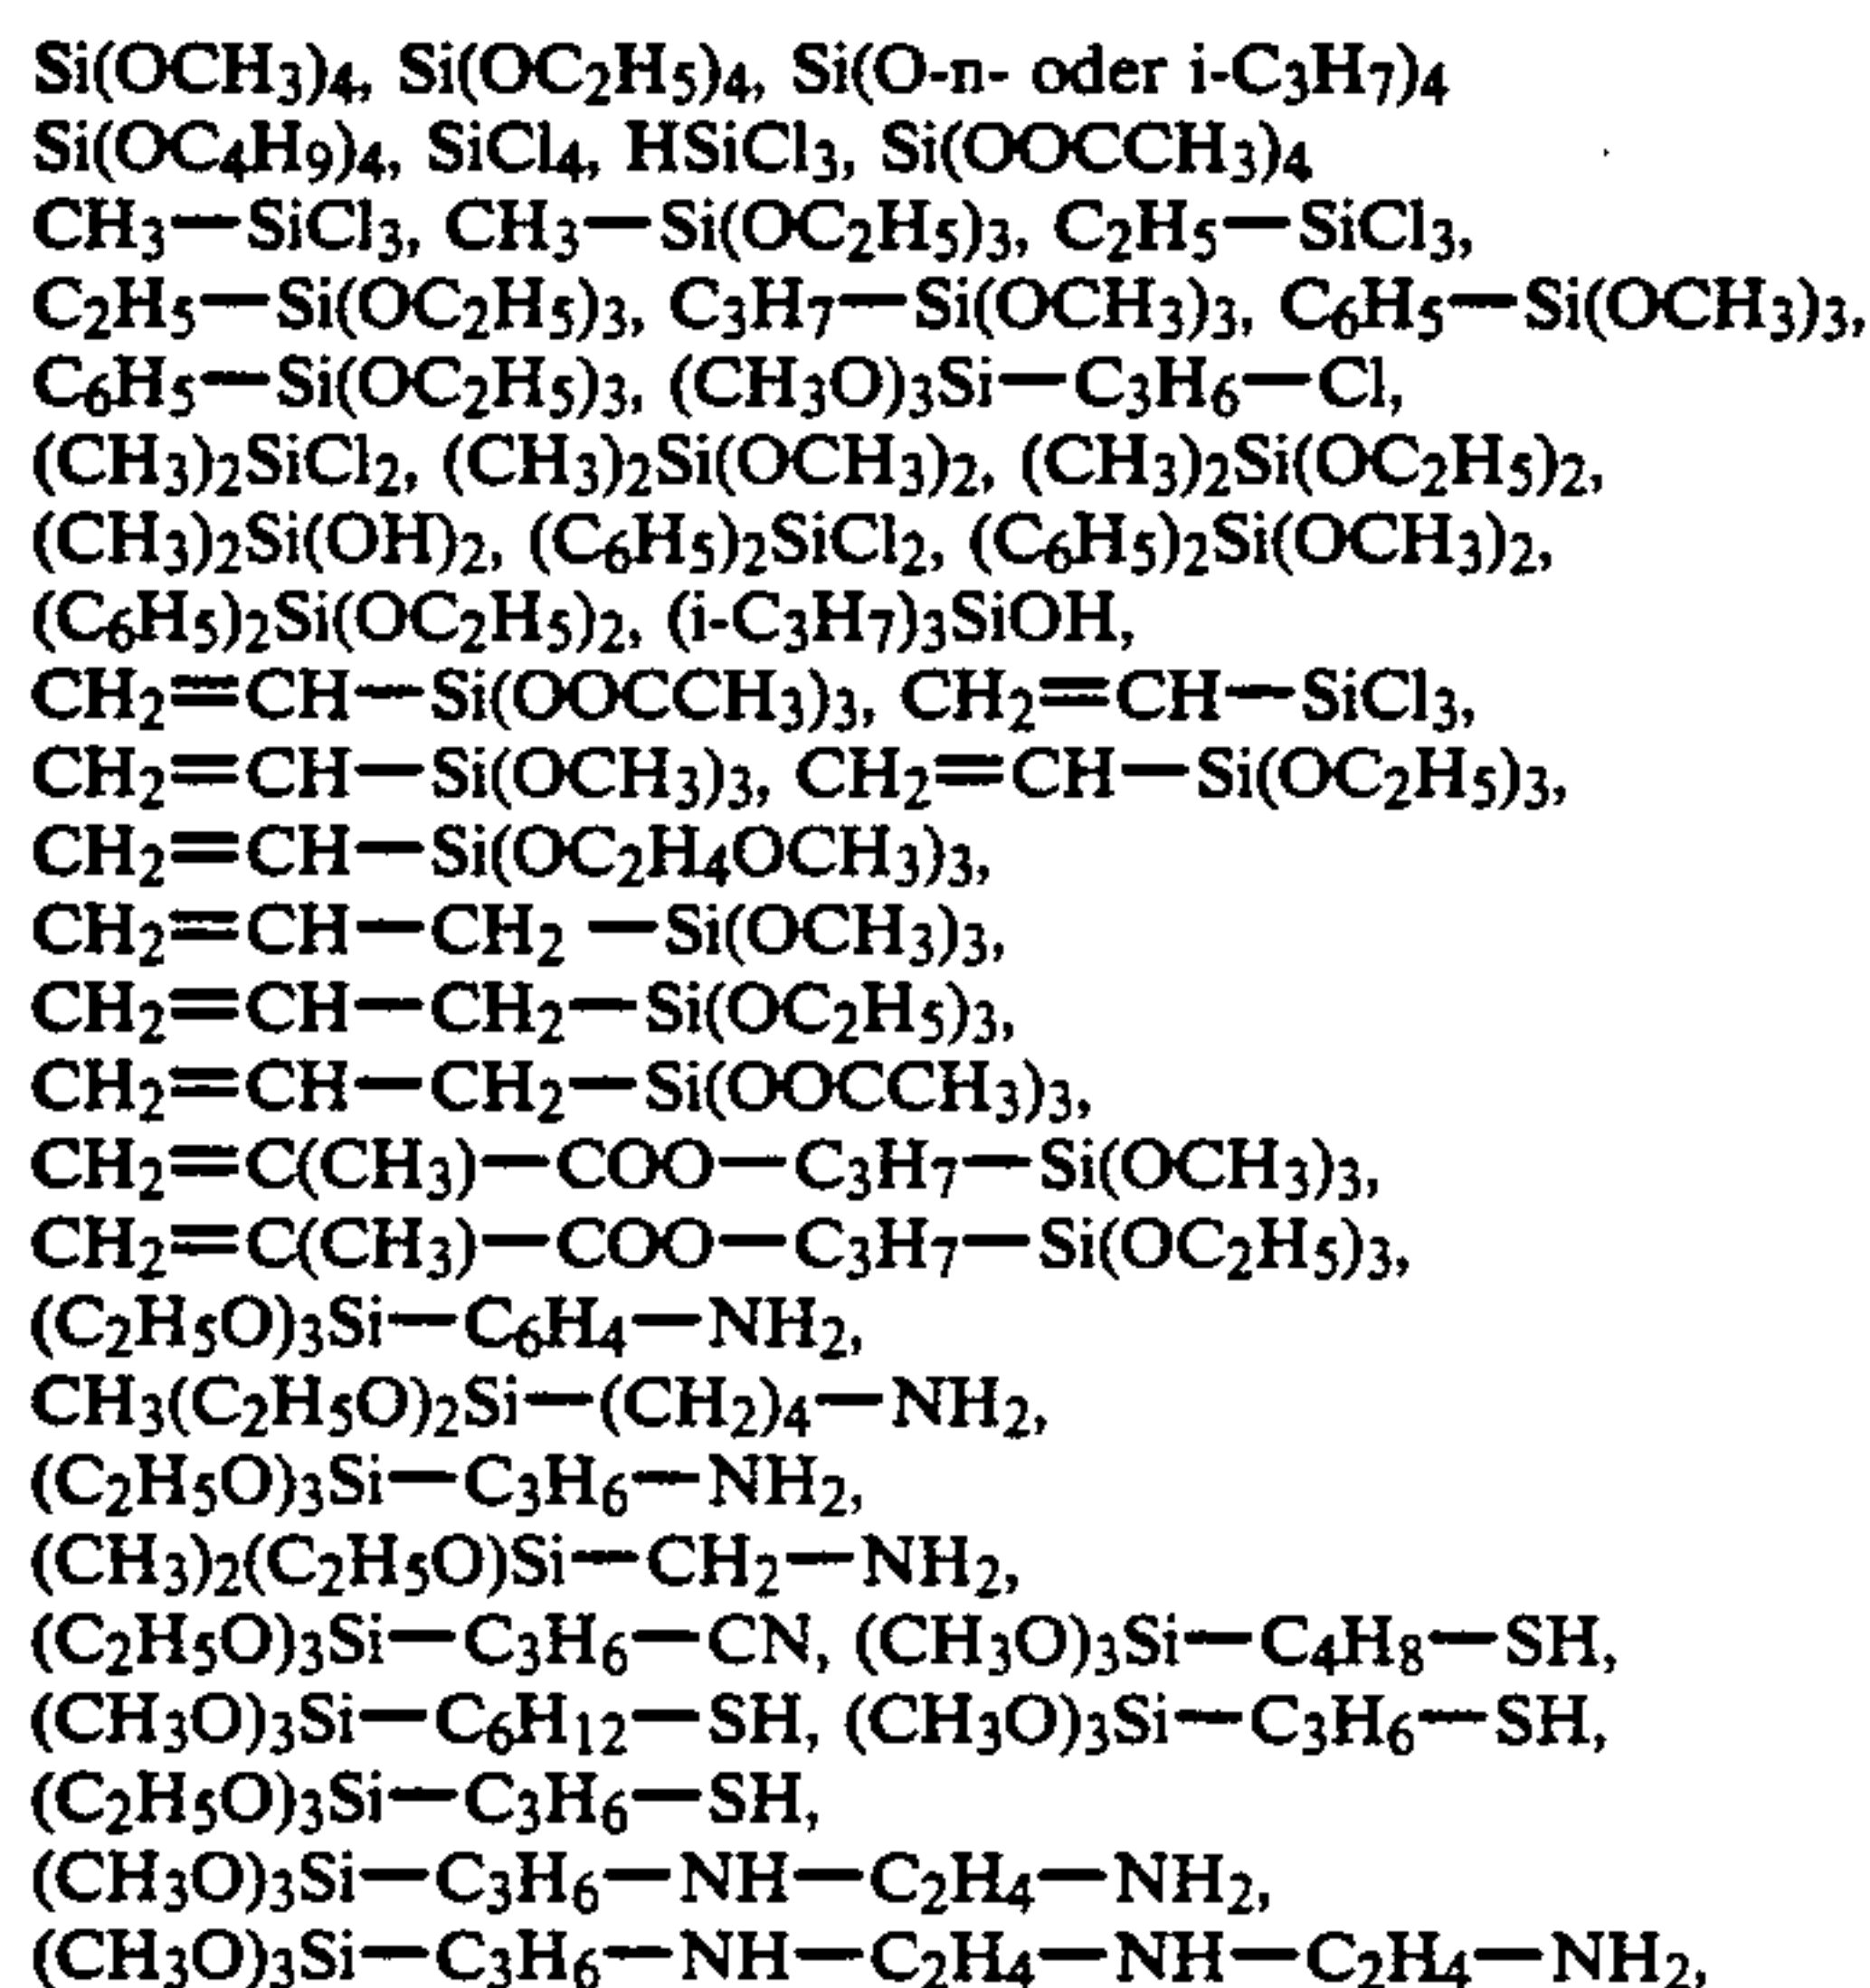 Si(OCH₃)₄, Si(OC₂H₅)₄, Si(O-n- oder i-C₃H₇)₄
Si(OC₄H₉)₄, SiCl₄, HSiCl₃, Si(OOCCH₃)₄
CH₃—SiCl₃, CH₃—Si(OC₂H₅)₃, C₂H₅—SiCl₃,
C₂H₅—Si(OC₂H₅)₃, C₃H₇—Si(OCH₃)₃, C₆H₅—Si(OCH₃)₃,
C₆H₅—Si(OC₂H₅)₃, (CH₃O)₃Si—C₃H₆—Cl,
(CH₃)₂SiCl₂, (CH₃)₂Si(OCH₃)₂, (CH₃)₂Si(OC₂H₅)₂,
(CH₃)₂Si(OH)₂, (C₆H₅)₂SiCl₂, (C₆H₅)₂Si(OCH₃)₂,
(C₆H₅)₂Si(OC₂H₅)₂, (i-C₃H₇)₃SiOH,
CH₂=CH—Si(OOCCH₃)₃, CH₂=CH—SiCl₃,
CH₂=CH—Si(OCH₃)₃, CH₂=CH—Si(OC₂H₅)₃,
CH₂=CH—Si(OC₂H₄OCH₃)₃,
CH₂=CH—CH₂ —Si(OCH₃)₃,
CH₂=CH—CH₂—Si(OC₂H₅)₃,
CH₂=CH—CH₂—Si(OOCCH₃)₃,
CH₂=C(CH₃)—COO—C₃H₇—Si(OCH₃)₃,
CH₂=C(CH₃)—COO—C₃H₇—Si(OC₂H₅)₃,
(C₂H₅O)₃Si—C₆H₄—NH₂,
CH₃(C₂H₅O)₂Si—(CH₂)₄—NH₂,
(C₂H₅O)₃Si—C₃H₆—NH₂,
(CH₃)₂(C₂H₅O)Si—CH₂—NH₂,
(C₂H₅O)₃Si—C₃H₆—CN, (CH₃O)₃Si—C₄H₈—SH,
(CH₃O)₃Si—C₆H₁₂—SH, (CH₃O)₃Si—C₃H₆—SH,
(C₂H₅O)₃Si—C₃H₆—SH,
(CH₃O)₃Si—C₃H₆—NH—C₂H₄—NH₂,
(CH₃O)₃Si—C₃H₆—NH—C₂H₄—NH—C₂H₄—NH₂,